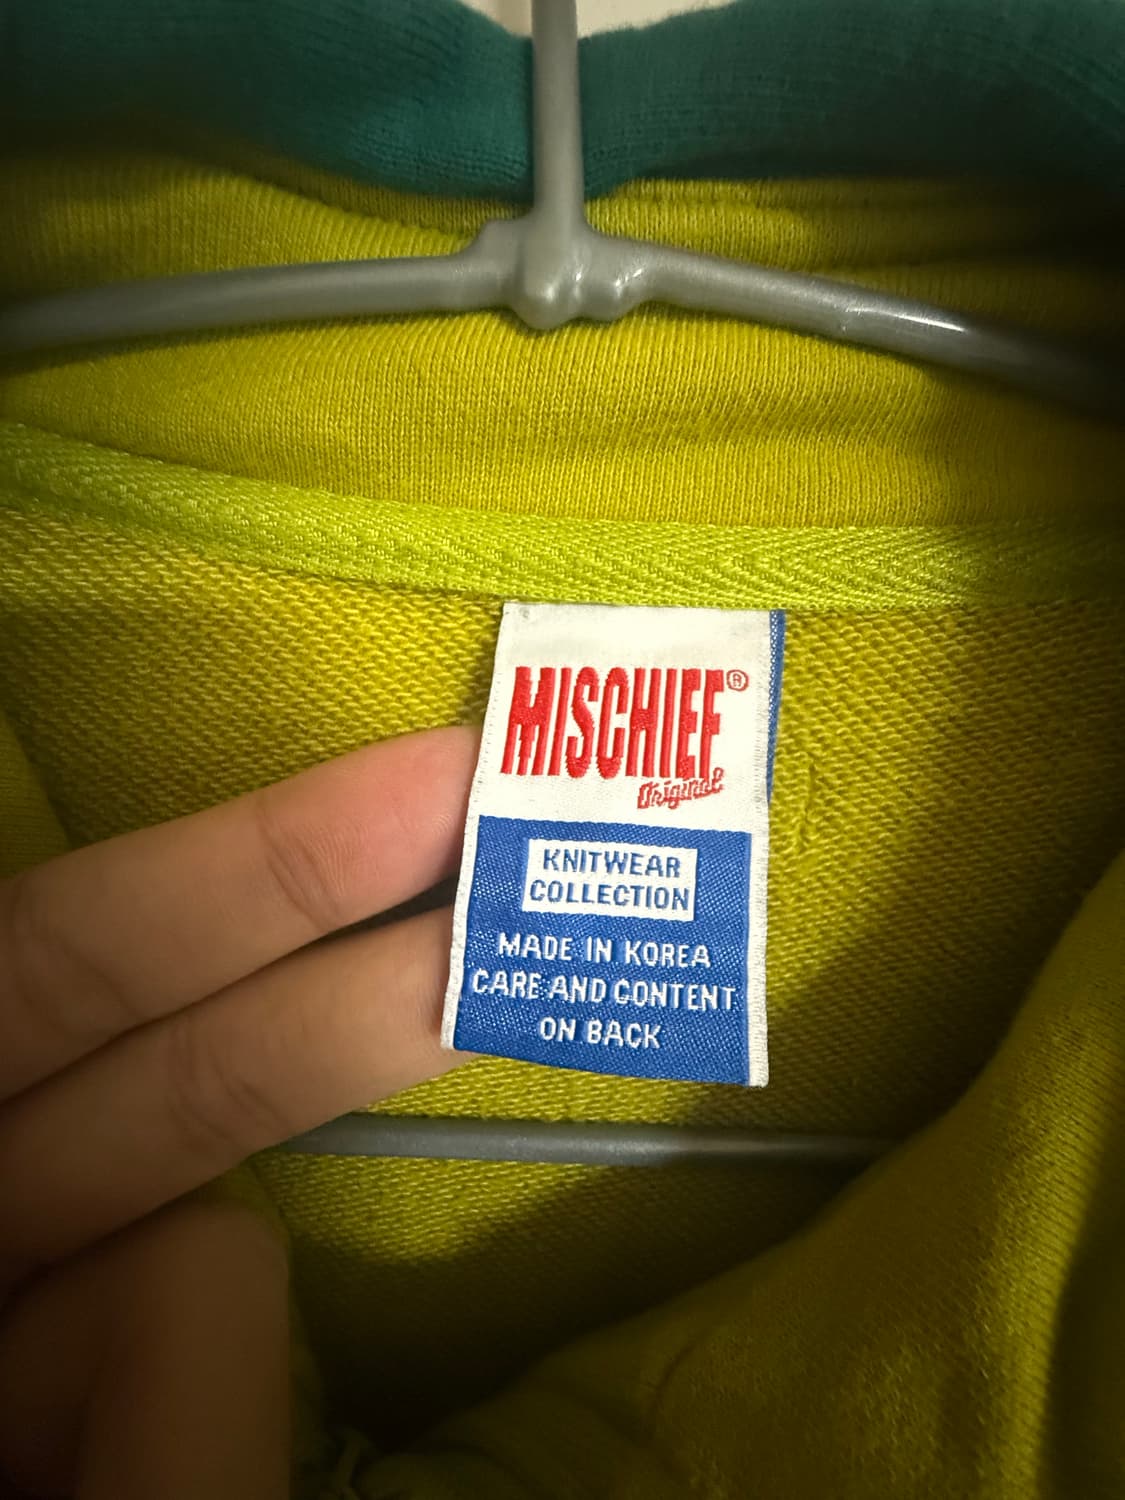 MISCHIEF®
Original
KNITWEAR
COLLECTION
MADE IN KOREA
CARE AND CONTENT
ON BACK